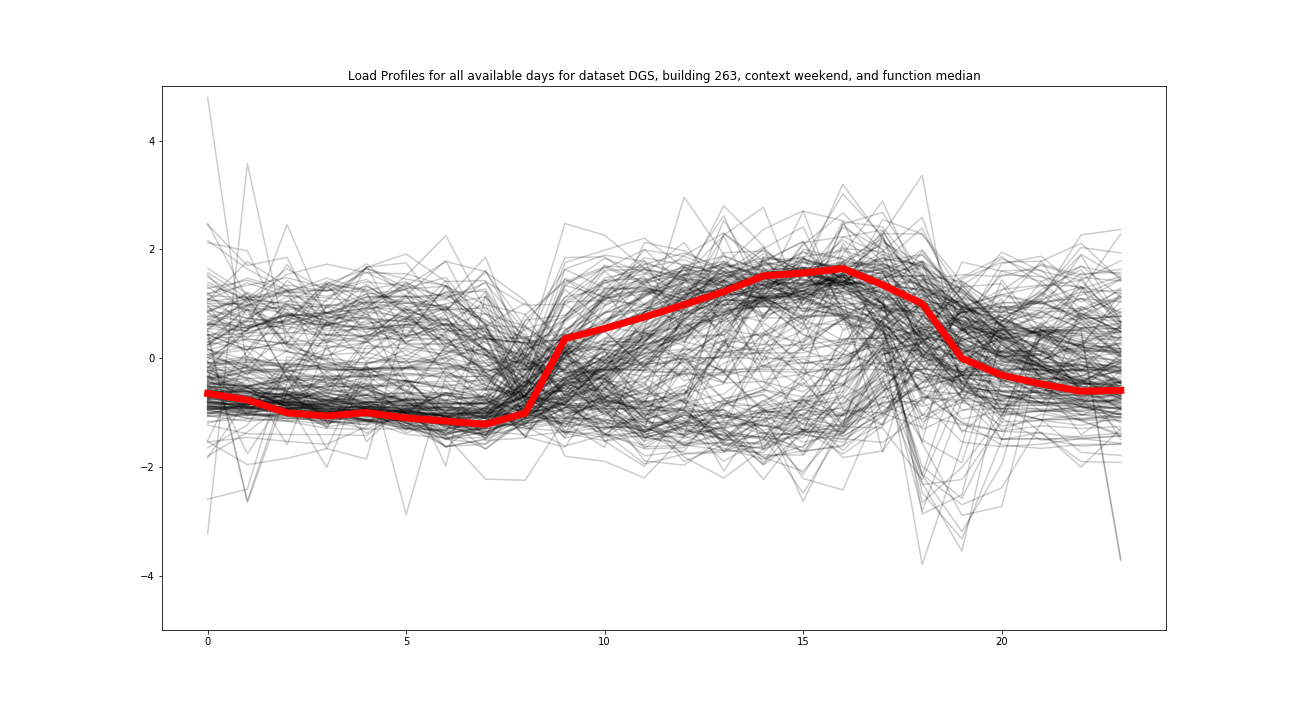 Load Profiles for all available days for dataset DGS, building 263, context weekend, and function median
4
2
0
−2
−4
0 5 10 15 20